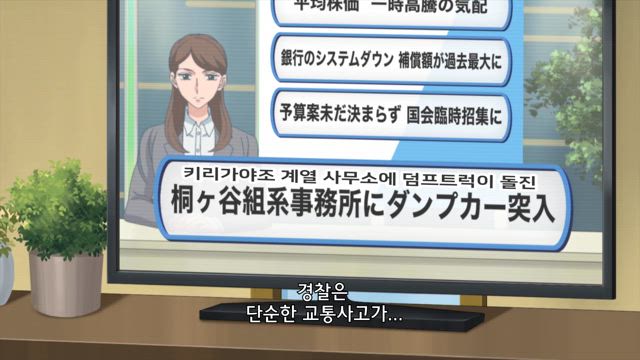 平均株価 一時高騰の気配
銀行のシステムダウン 補償額が過去最大に
予算案未だ決まらず 国会臨時招集に
키리가야조 계열 사무소에 덤프트럭이 돌진
桐ヶ谷組系事務所にダンプカー突入
경찰은
단순한 교통사고가...